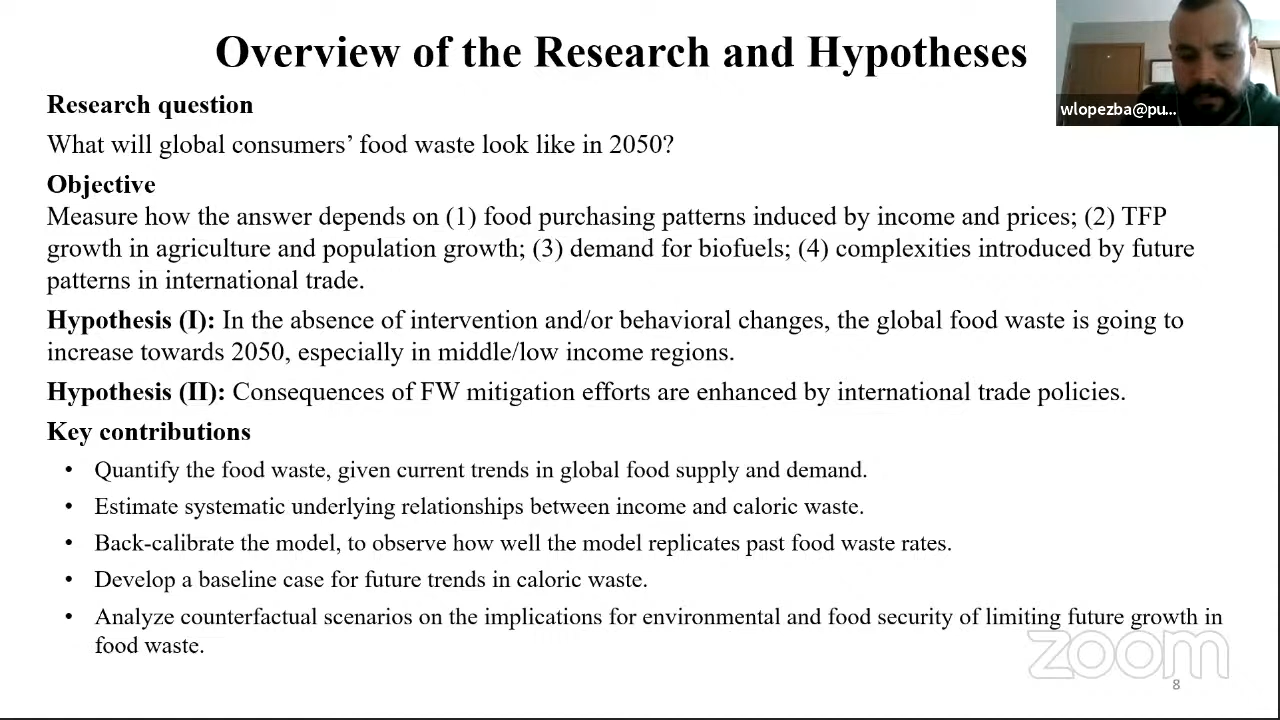 Overview of the Research and Hypotheses
wlopezba@pu...
Research question
What will global consumers’ food waste look like in 2050?
Objective
Measure how the answer depends on (1) food purchasing patterns induced by income and prices; (2) TFP
growth in agriculture and population growth; (3) demand for biofuels; (4) complexities introduced by future
patterns in international trade.
Hypothesis (I): In the absence of intervention and/or behavioral changes, the global food waste is going to
increase towards 2050, especially in middle/low income regions.
Hypothesis (II): Consequences of FW mitigation efforts are enhanced by international trade policies.
Key contributions
• Quantify the food waste, given current trends in global food supply and demand.
• Estimate systematic underlying relationships between income and caloric waste.
• Back-calibrate the model, to observe how well the model replicates past food waste rates.
• Develop a baseline case for future trends in caloric waste.
• Analyze counterfactual scenarios on the implications for environmental and food security of limiting future growth in
food waste.
zoom
8